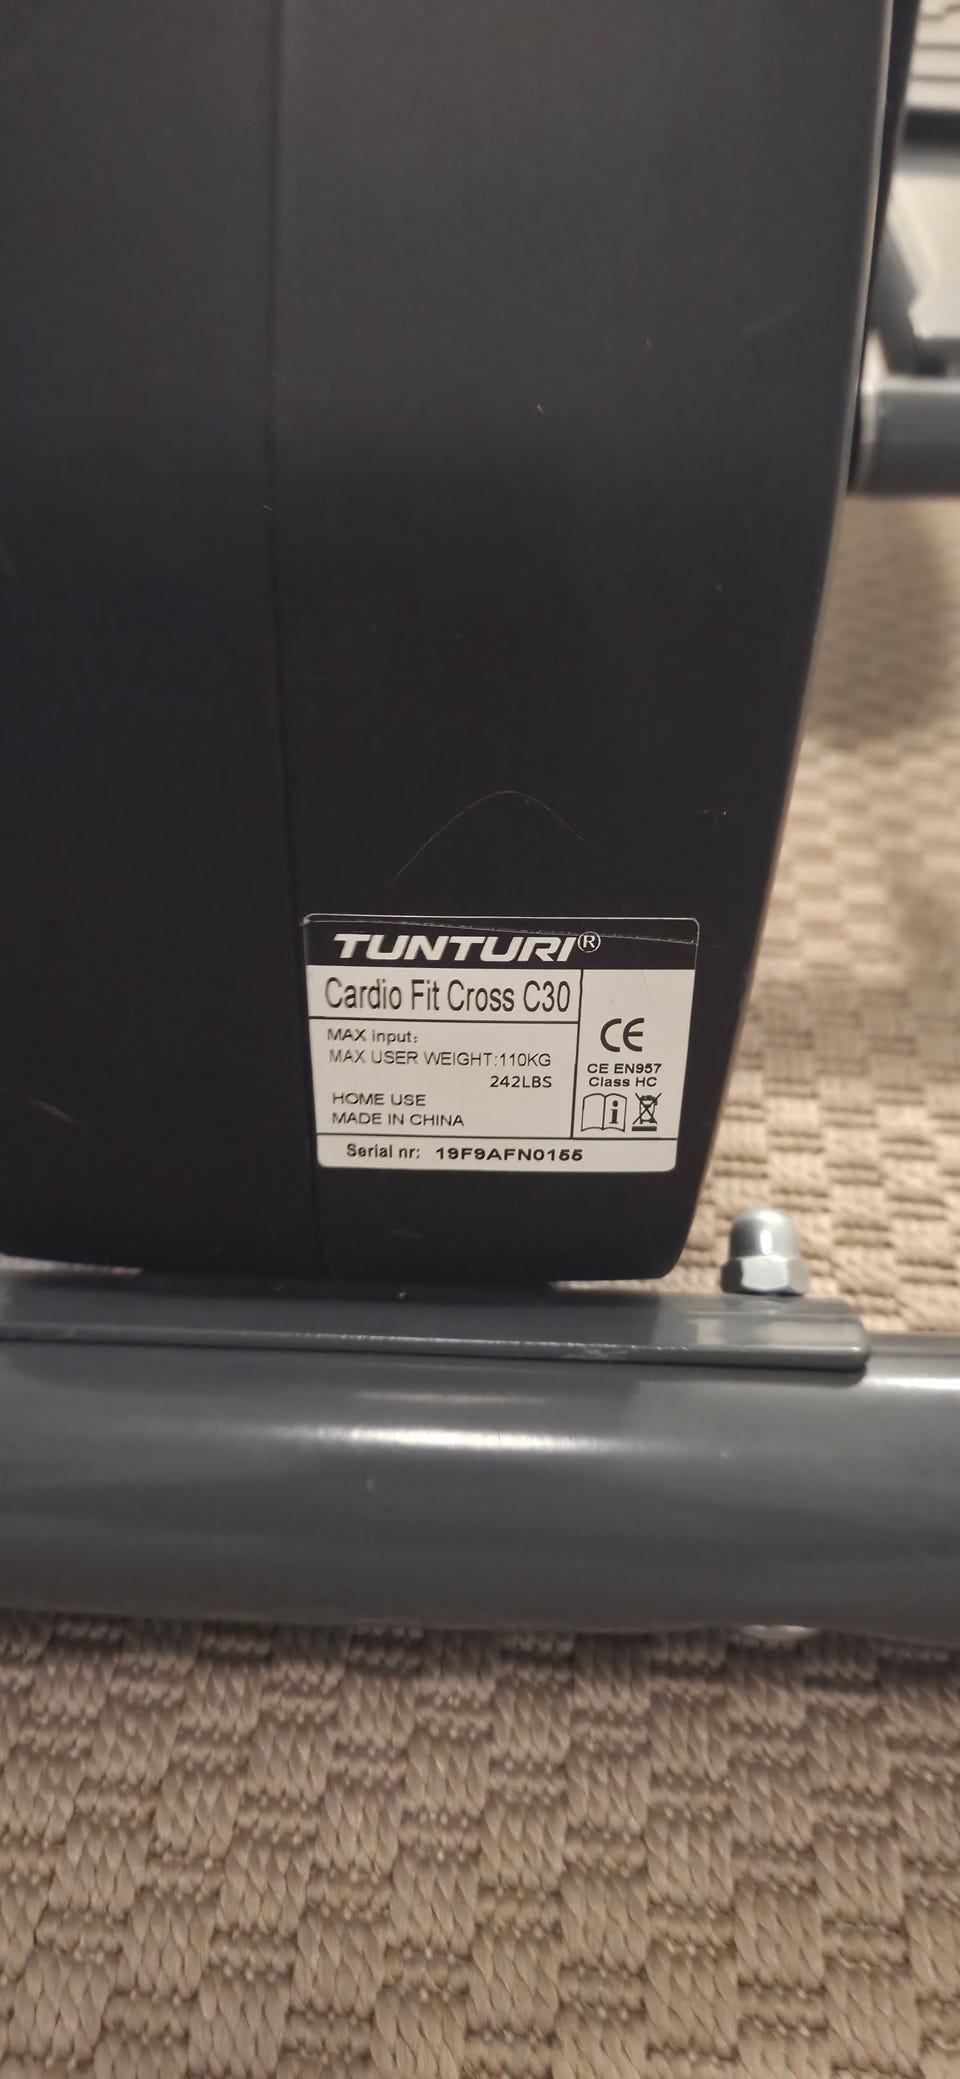 TUNTURI®
Cardio Fit Cross C30
MAX input:
MAX USER WEIGHT:110KG
242LBS
HOME USE
MADE IN CHINA
CE
CE EN957
Class HC
i
Serial nr: 19F9AFN0155